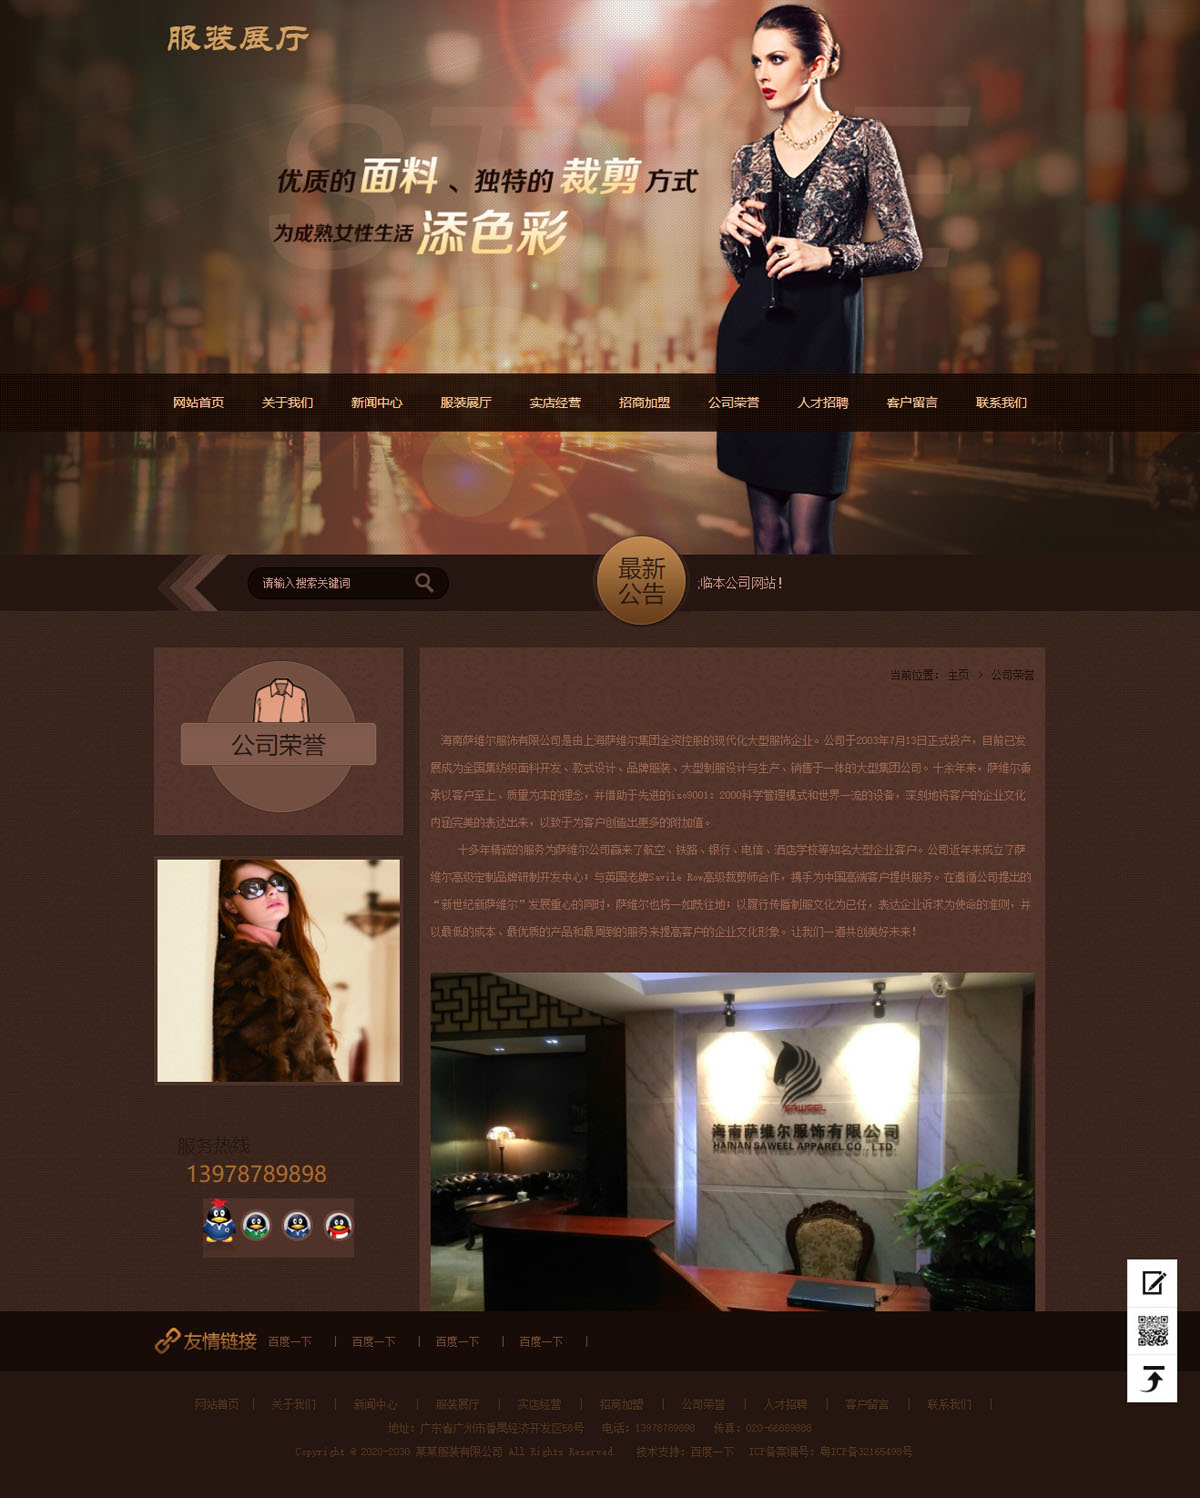 服装展厅
STYLE
优质的面料、独特的裁剪方式
为成熟女性生活添色彩
网站首页 关于我们 新闻中心 服装展厅 实店经营 招商加盟 公司荣誉 人才招聘 客户留言 联系我们
请输入搜索关键词
最新
公告
临本公司网站!
公司荣誉
当前位置: 主页 > 公司荣誉
海南萨维尔服饰有限公司是由上海萨维尔集团全资控股的现代化大型服饰企业。公司于2003年7月13日正式投产，目前已发
展成为全国集纺织面料开发、款式设计、品牌服装、大型制服设计与生产、销售于一体的大型集团公司。十余年来，萨维尔秉
承以客户至上、质量为本的理念，并借助于先进的iso9001：2000科学管理模式和世界一流的设备，深刻地将客户的企业文化
内涵完美的表达出来，以致于为客户创造出更多的附加值。
十多年精诚的服务为萨维尔公司赢来了航空、铁路、银行、电信、酒店学校等知名大型企业客户。公司近年来成立了萨
维尔高级定制品牌研制开发中心；与英国老牌Savile Row高级裁剪师合作，携手为中国高端客户提供服务。在遵循公司提出的
“新世纪新萨维尔”发展重心的同时，萨维尔也将一如既往地；以履行传播制服文化为已任，表达企业诉求为使命的准则，并
以最低的成本、最优质的产品和最周到的服务来提高客户的企业文化形象。让我们一道共创美好未来！
SAWEEL
海南萨维尔服饰有限公司
HAINAN SAWEEL APPAREL CO., LTD.
服务热线
13978789898
友情链接 百度一下 | 百度一下 | 百度一下 | 百度一下 |
网站首页 | 关于我们 | 新闻中心 | 服装展厅 | 实店经营 | 招商加盟 | 公司荣誉 | 人才招聘 | 客户留言 | 联系我们 |
地址：广东省广州市番禺经济开发区58号 电话：13978789898 传真：020-66889888
Copyright © 2020-2030 某某服装有限公司 All Rights Reserved. 技术支持：百度一下 ICP备案编号：粤ICP备32165498号